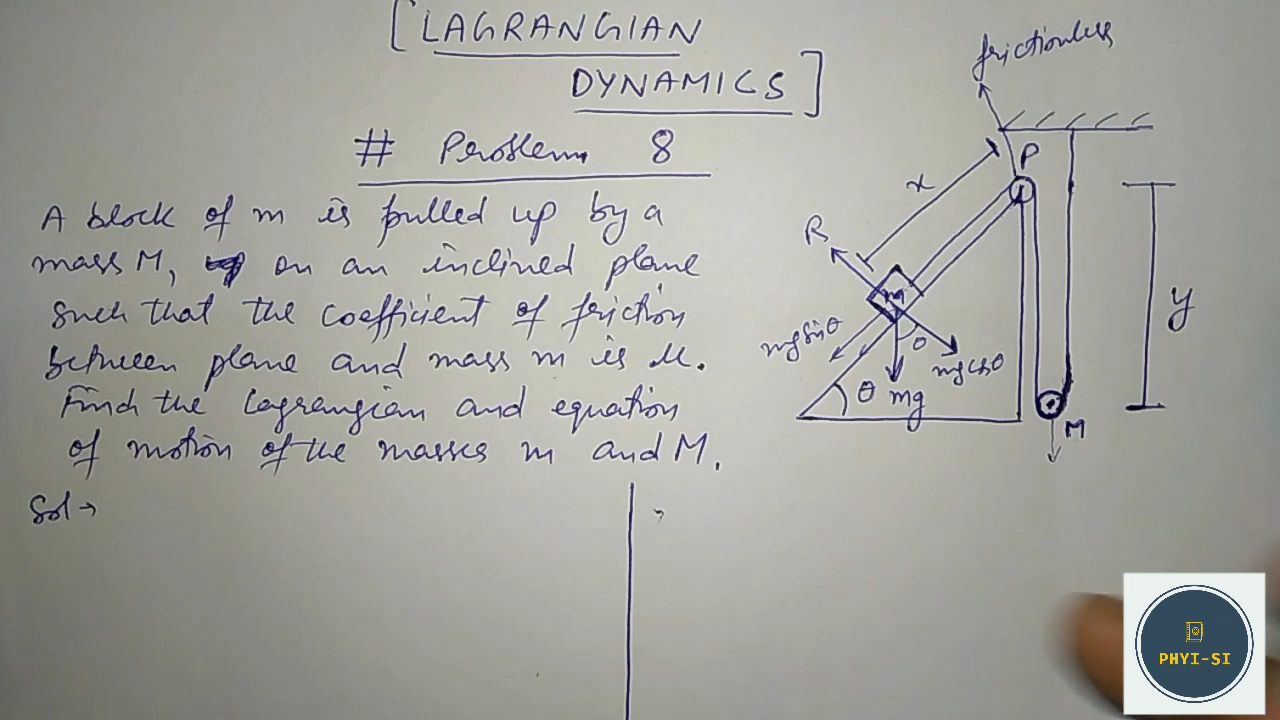 [LAGRANGIAN
DYNAMICS]
# Problem 8
A block of m is pulled up by a
mass M, on an inclined plane
such that the coefficient of friction
between plane and mass m is μ.
Find the Lagrangian and equation
of motion of the masses m and M.
Sol →
frictionless
P
x
R
m
y
mg sinθ
θ
mg cosθ
θ
mg
M
PHYI-SI